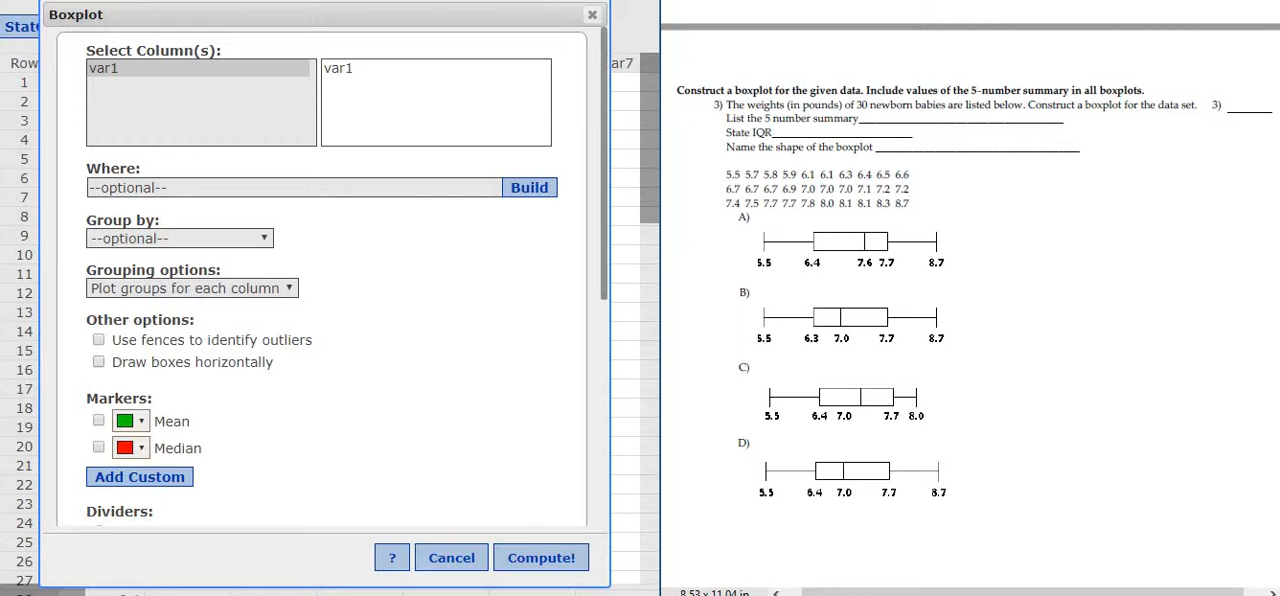 Boxplot
Stat
Row
var7
1
2
3
4
5
6
7
8
9
10
11
12
13
14
15
16
17
18
19
20
21
22
23
24
25
26
27
Select Column(s):
var1
var1
Where:
--optional--
Build
Group by:
--optional--
Grouping options:
Plot groups for each column
Other options:
Use fences to identify outliers
Draw boxes horizontally
Markers:
Mean
Median
Add Custom
Dividers:
?
Cancel
Compute!
Construct a boxplot for the given data. Include values of the 5-number summary in all boxplots.
3) The weights (in pounds) of 30 newborn babies are listed below. Construct a boxplot for the data set. 3) ______
List the 5 number summary______
State IQR______
Name the shape of the boxplot ______
5.5 5.7 5.8 5.9 6.1 6.1 6.3 6.4 6.5 6.6
6.7 6.7 6.7 6.9 7.0 7.0 7.0 7.1 7.2 7.2
7.4 7.5 7.7 7.7 7.8 8.0 8.1 8.1 8.3 8.7
A)
5.5 6.4 7.6 7.7 8.7
B)
5.5 6.3 7.0 7.7 8.7
C)
5.5 6.4 7.0 7.7 8.0
D)
5.5 6.4 7.0 7.7 8.7
8.53 x 11.04 in